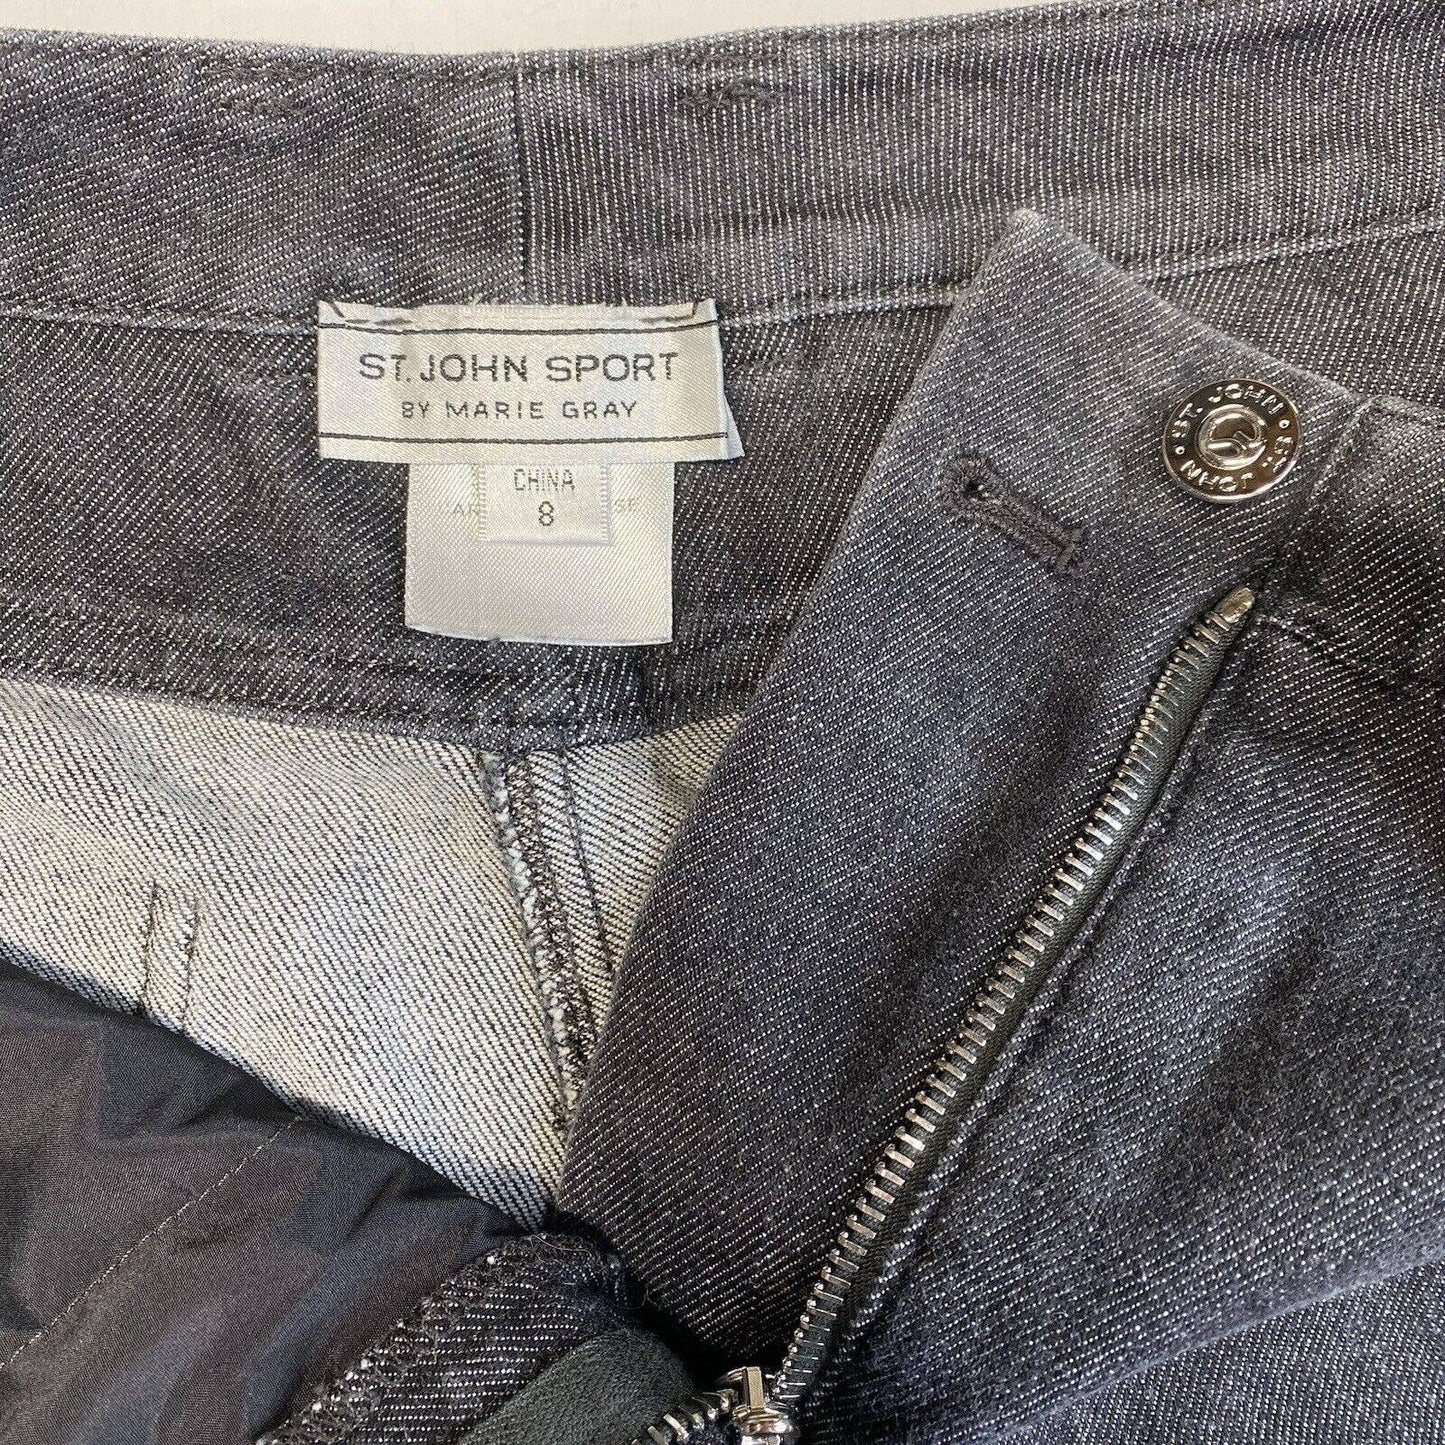 ST. JOHN SPORT
BY MARIE GRAY
CHINA
8
ST. JOHN • ST. JOHN •